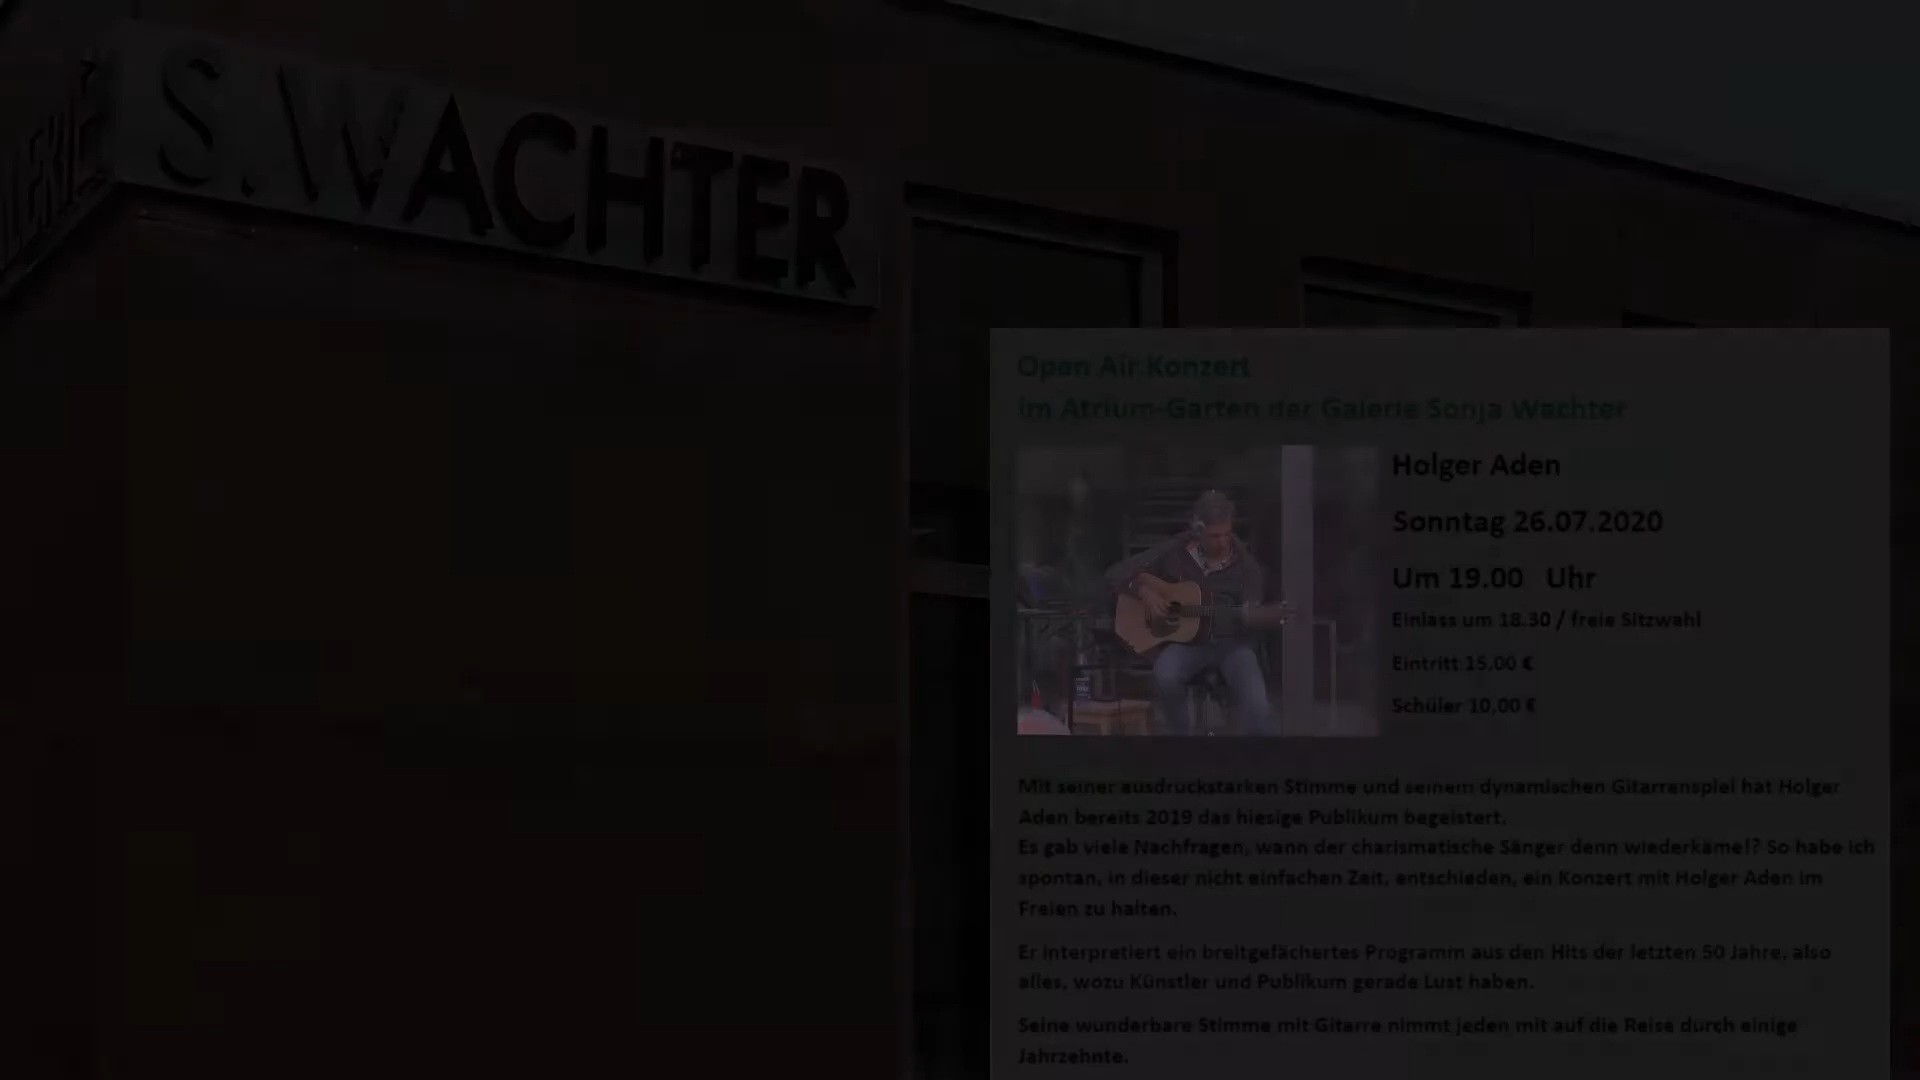 LERIE
S. WACHTER
Open Air Konzert
im Atrium-Garten der Galerie Sonja Wachter
Holger Aden
Sonntag 26.07.2020
Um 19.00 Uhr
Einlass um 18.30 / freie Sitzwahl
Eintritt 15,00 €
Schüler 10,00 €
Mit seiner ausdruckstarken Stimme und seinem dynamischen Gitarrenspiel hat Holger
Aden bereits 2019 das hiesige Publikum begeistert.
Es gab viele Nachfragen, wann der charismatische Sänger denn wiederkäme!? So habe ich
spontan, in dieser nicht einfachen Zeit, entschieden, ein Konzert mit Holger Aden im
Freien zu halten.
Er interpretiert ein breitgefächertes Programm aus den Hits der letzten 50 Jahre, also
alles, wozu Künstler und Publikum gerade Lust haben.
Seine wunderbare Stimme mit Gitarre nimmt jeden mit auf die Reise durch einige
Jahrzehnte.